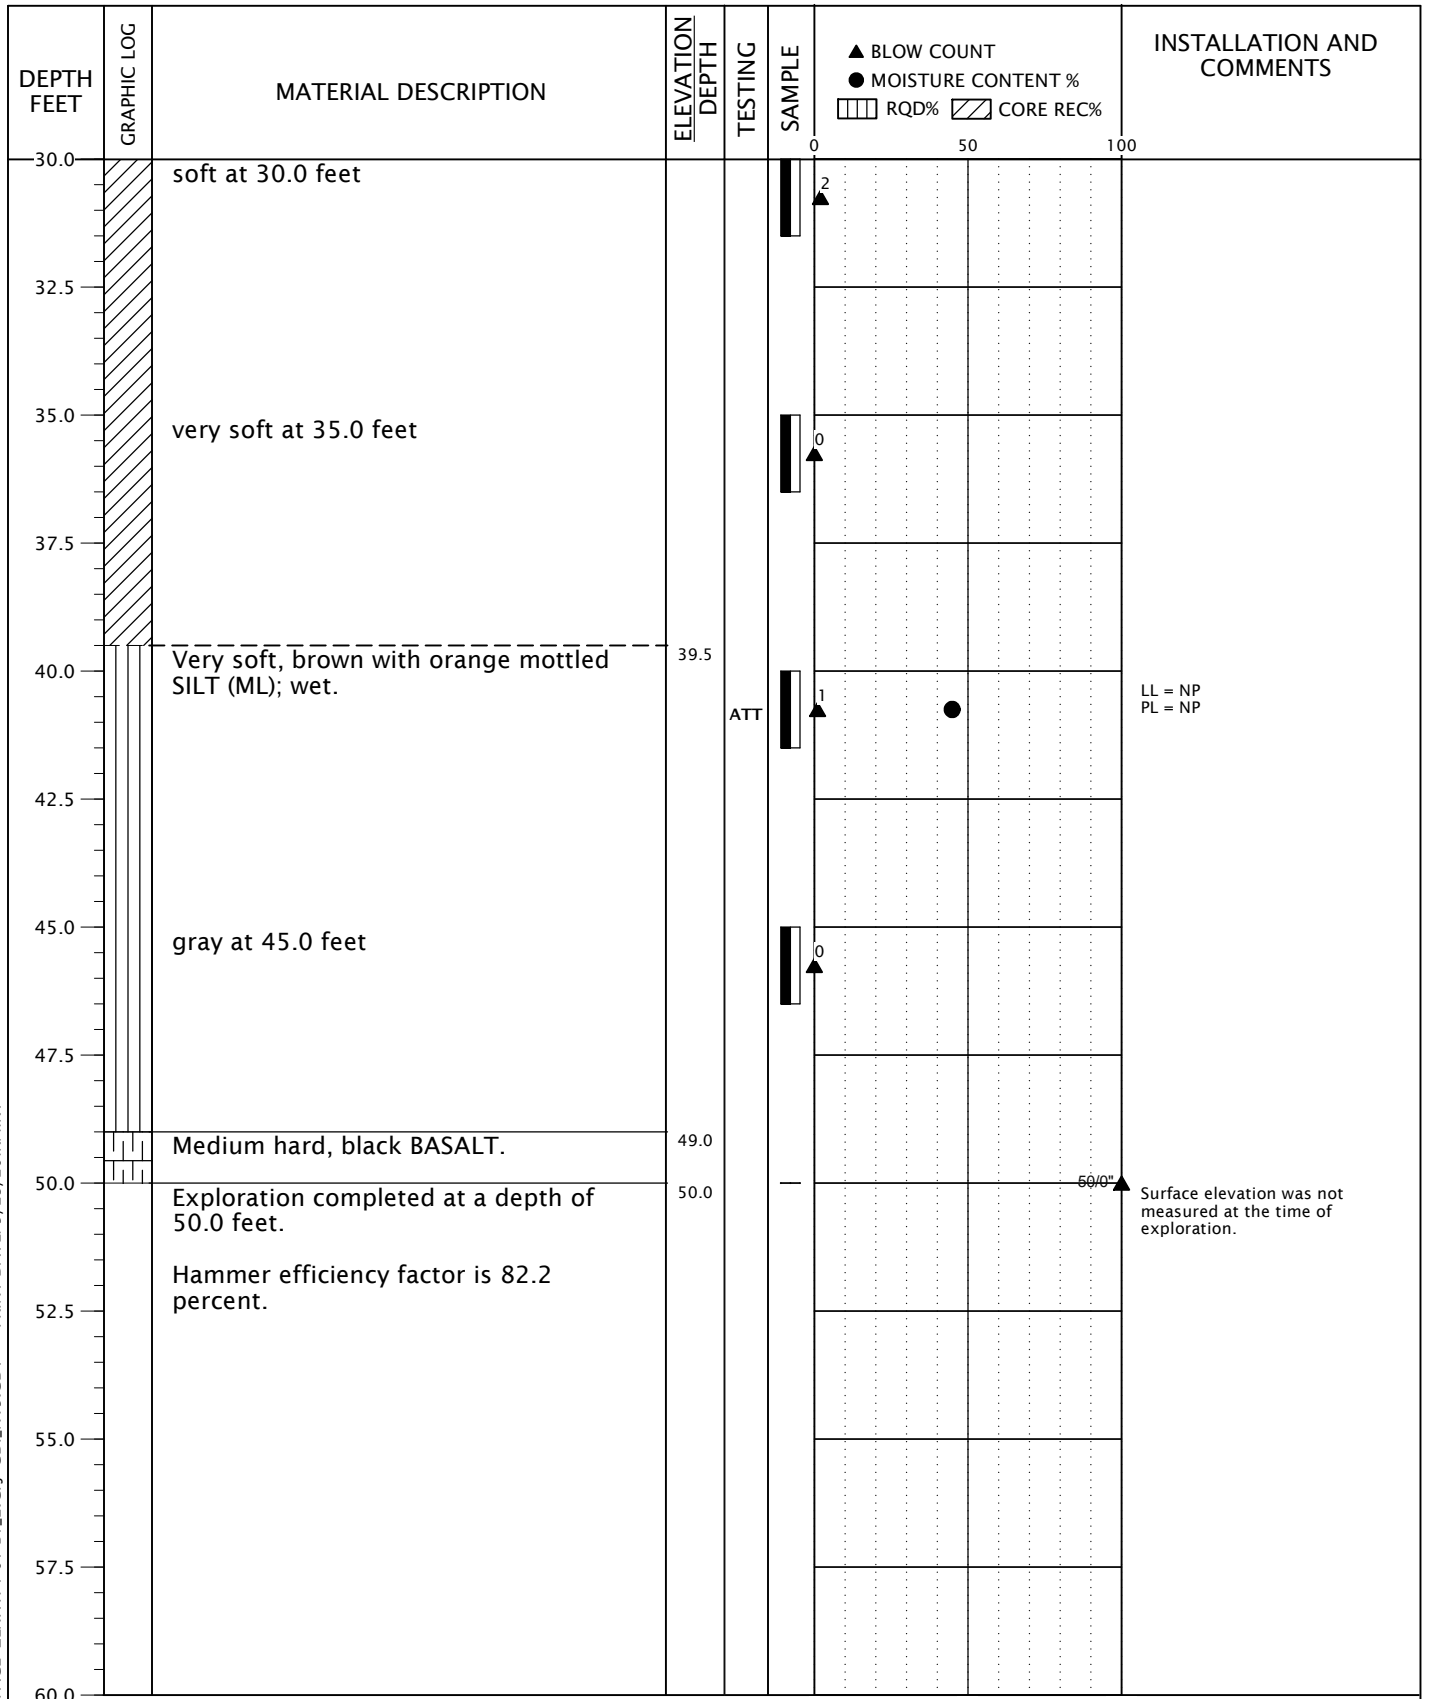 DEPTH
FEET
GRAPHIC LOG
MATERIAL DESCRIPTION
ELEVATION
DEPTH
TESTING
SAMPLE
▲ BLOW COUNT
● MOISTURE CONTENT %
RQD% CORE REC%
INSTALLATION AND
COMMENTS
0 50 100
30.0
soft at 30.0 feet
2
32.5
35.0
very soft at 35.0 feet
0
37.5
39.5
Very soft, brown with orange mottled
SILT (ML); wet.
40.0
ATT
1
LL = NP
PL = NP
42.5
45.0
gray at 45.0 feet
0
47.5
49.0
Medium hard, black BASALT.
50.0
50.0
50/0"
Exploration completed at a depth of
50.0 feet.
Surface elevation was not
measured at the time of
exploration.
Hammer efficiency factor is 82.2
percent.
52.5
55.0
57.5
60.0